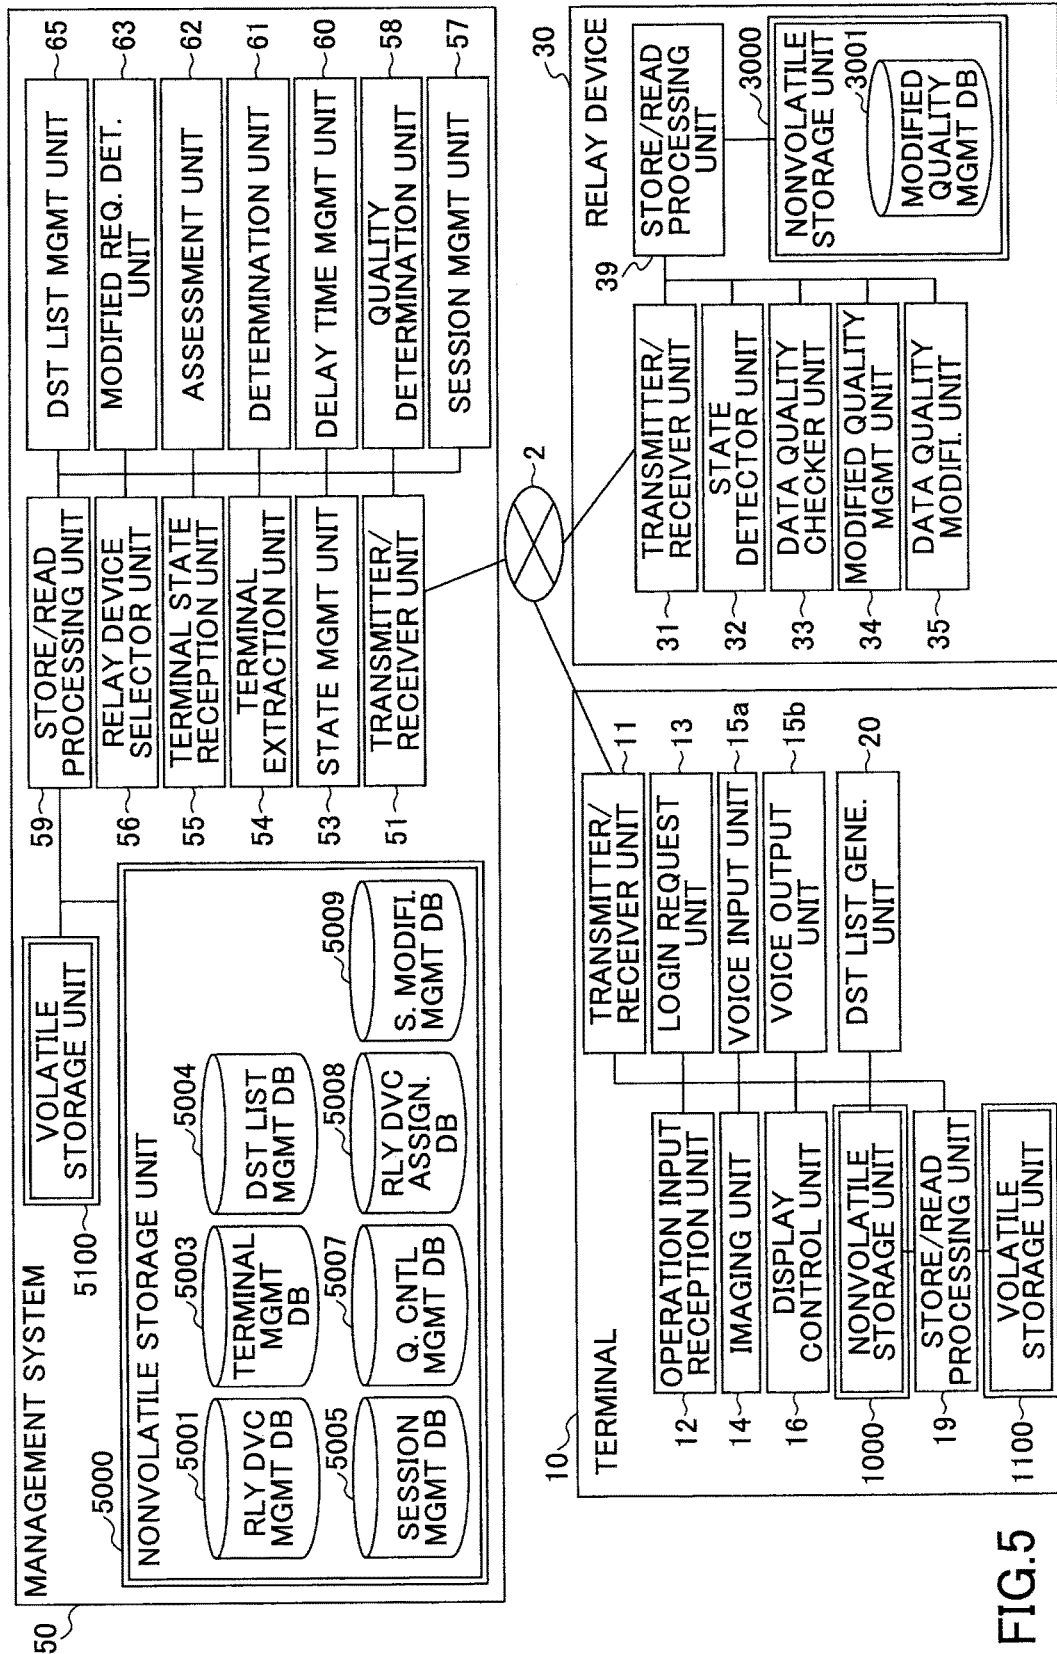 50
MANAGEMENT SYSTEM
5000
5100
VOLATILE
STORAGE UNIT
NONVOLATILE STORAGE UNIT
5001
RLY DVC
MGMT DB
5003
TERMINAL
MGMT
DB
5004
DST LIST
MGMT DB
5005
SESSION
MGMT DB
5007
Q. CNTL
MGMT DB
5008
RLY DVC
ASSIGN.
DB
5009
S. MODIFI.
MGMT DB
59
STORE/READ
PROCESSING UNIT
56
RELAY DEVICE
SELECTOR UNIT
55
TERMINAL STATE
RECEPTION UNIT
54
TERMINAL
EXTRACTION UNIT
53
STATE MGMT UNIT
51
TRANSMITTER/
RECEIVER UNIT
DST LIST MGMT UNIT
65
MODIFIED REQ. DET.
UNIT
63
ASSESSMENT UNIT
62
DETERMINATION UNIT
61
DELAY TIME MGMT UNIT
60
QUALITY
DETERMINATION UNIT
58
SESSION MGMT UNIT
57
2
10
TERMINAL
12
OPERATION INPUT
RECEPTION UNIT
14
IMAGING UNIT
16
DISPLAY
CONTROL UNIT
1000
NONVOLATILE
STORAGE UNIT
19
STORE/READ
PROCESSING UNIT
1100
VOLATILE
STORAGE UNIT
TRANSMITTER/
RECEIVER UNIT
11
LOGIN REQUEST
UNIT
13
VOICE INPUT UNIT
15a
VOICE OUTPUT
UNIT
15b
DST LIST GENE.
UNIT
20
30
RELAY DEVICE
31
TRANSMITTER/
RECEIVER UNIT
32
STATE
DETECTOR UNIT
33
DATA QUALITY
CHECKER UNIT
34
MODIFIED QUALITY
MGMT UNIT
35
DATA QUALITY
MODIFI. UNIT
39
STORE/READ
PROCESSING
UNIT
3000
NONVOLATILE
STORAGE UNIT
3001
MODIFIED
QUALITY
MGMT DB
FIG.5